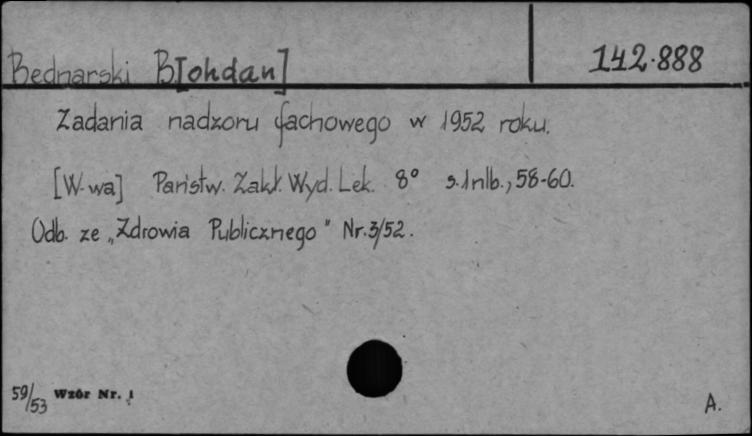 Bednarski B[ohdan]
142.888
Zadania nadzoru fachowego w 1952 roku.
[W-wa] Państw. Zakł. Wyd. Lek. 8° s.1nlb., 58-60.
Odb. ze „Zdrowia Publicznego" Nr. 3/52.
59/53 Wzór Nr. 1
A.